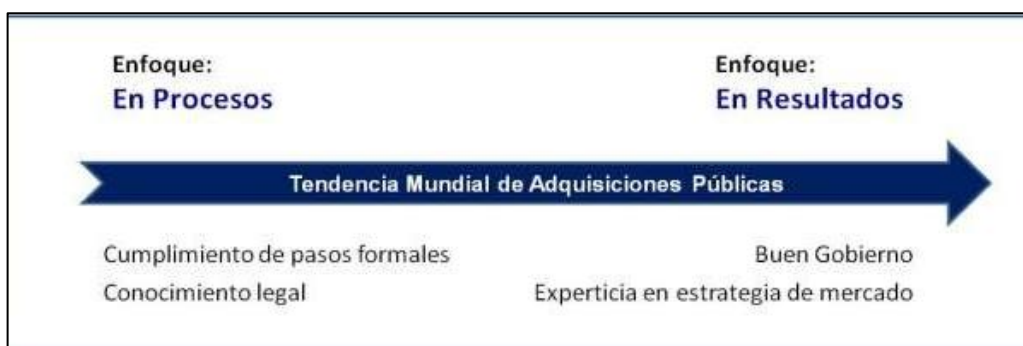 Enfoque:
En Procesos
Enfoque:
En Resultados
Tendencia Mundial de Adquisiciones Públicas
Cumplimiento de pasos formales
Conocimiento legal
Buen Gobierno
Experticia en estrategia de mercado